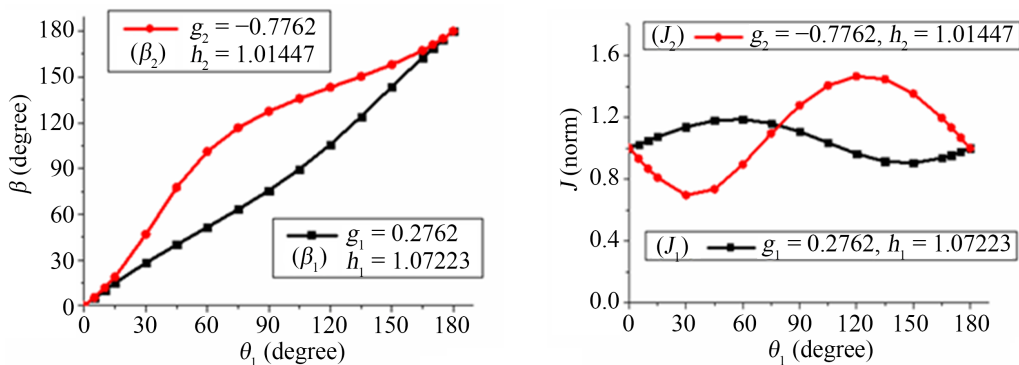 180
150
120
90
60
30
0
β (degree)
(β₂)
g₂ = −0.7762
h₂ = 1.01447
(β₁)
g₁ = 0.2762
h₁ = 1.07223
0 30 60 90 120 150 180
θ₁ (degree)
1.6
1.2
0.8
0.4
0.0
J (norm)
(J₂) g₂ = −0.7762, h₂ = 1.01447
(J₁) g₁ = 0.2762, h₁ = 1.07223
0 30 60 90 120 150 180
θ₁ (degree)